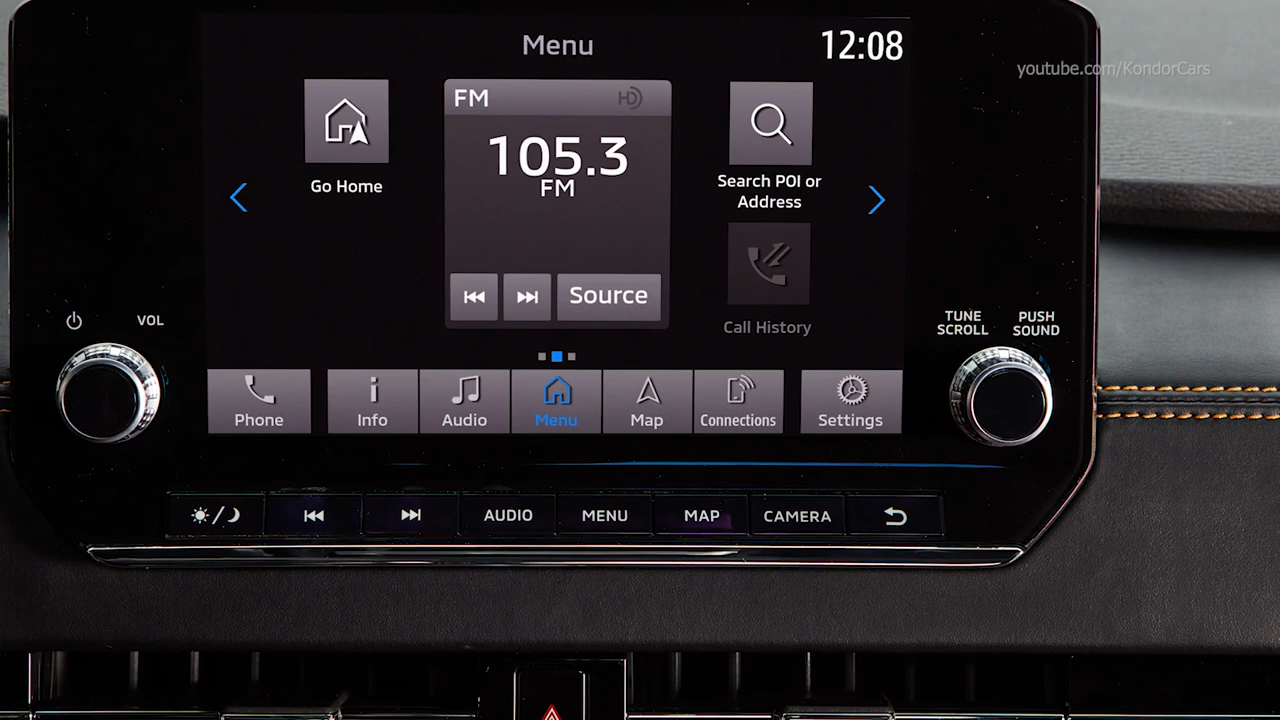 Menu
12:08
youtube.com/KondorCars
FM
HD
105.3
FM
Go Home
Search POI or
Address
Source
Call History
VOL
TUNE
SCROLL
PUSH
SOUND
Phone
Info
Audio
Menu
Map
Connections
Settings
AUDIO
MENU
MAP
CAMERA